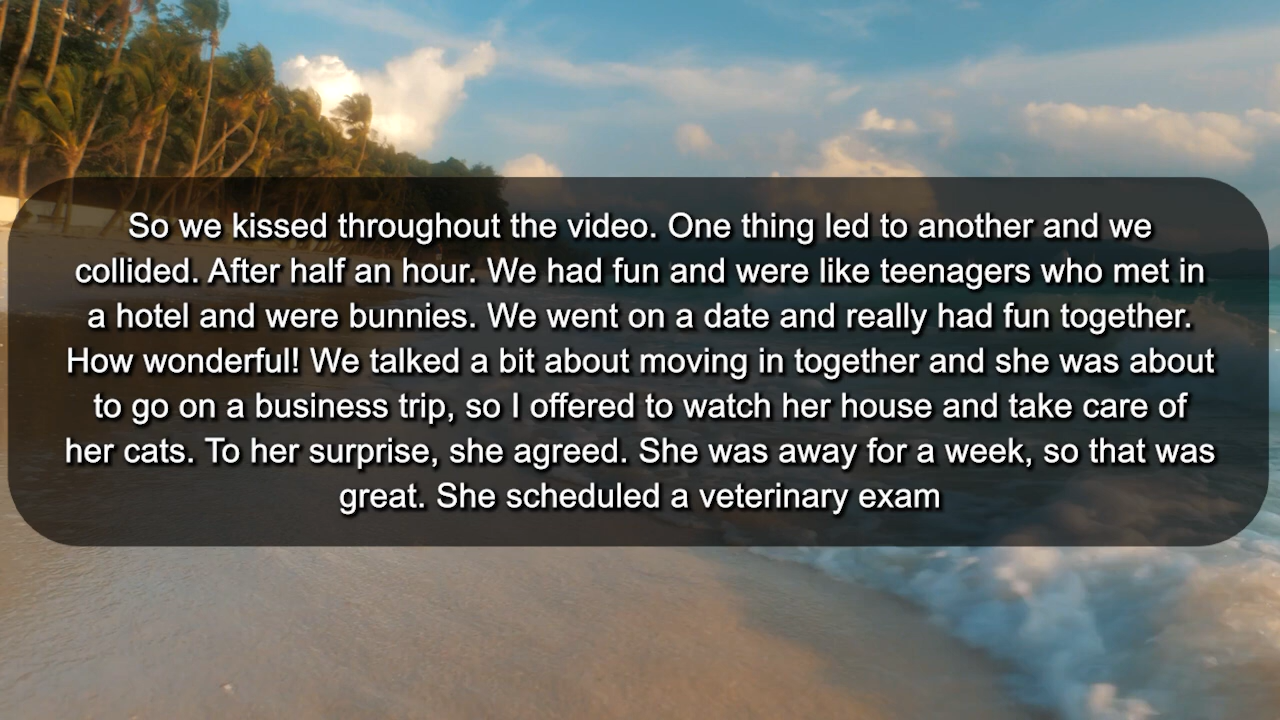 So we kissed throughout the video. One thing led to another and we
collided. After half an hour. We had fun and were like teenagers who met in
a hotel and were bunnies. We went on a date and really had fun together.
How wonderful! We talked a bit about moving in together and she was about
to go on a business trip, so I offered to watch her house and take care of
her cats. To her surprise, she agreed. She was away for a week, so that was
great. She scheduled a veterinary exam